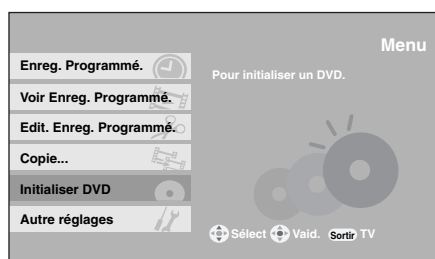 Menu
Enreg. Programmé.
Voir Enreg. Programmé.
Edit. Enreg. Programmé.
Copie...
Initialiser DVD
Autre réglages
Pour initialiser un DVD.
Sélect Vaid. Sortir TV